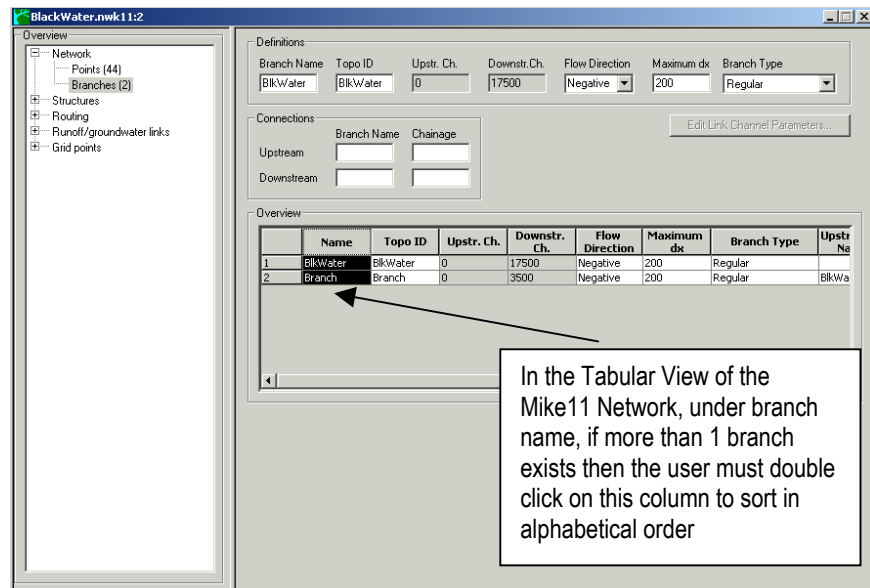 BlackWater.nwk11:2
Overview
Network
Points (44)
Branches (2)
Structures
Routing
Runoff/groundwater links
Grid points
Definitions
Branch Name Topo ID Upstr. Ch. Downstr.Ch. Flow Direction Maximum dx Branch Type
BlkWater BlkWater 0 17500 Negative 200 Regular
Connections
Branch Name Chainage
Upstream
Downstream
Edit Link Channel Parameters...
Overview
Name Topo ID Upstr. Ch. Downstr. Ch. Flow Direction Maximum dx Branch Type Upstr Na
1 BlkWater BlkWater 0 17500 Negative 200 Regular
2 Branch Branch 0 3500 Negative 200 Regular BlkWa
In the Tabular View of the
Mike11 Network, under branch
name, if more than 1 branch
exists then the user must double
click on this column to sort in
alphabetical order